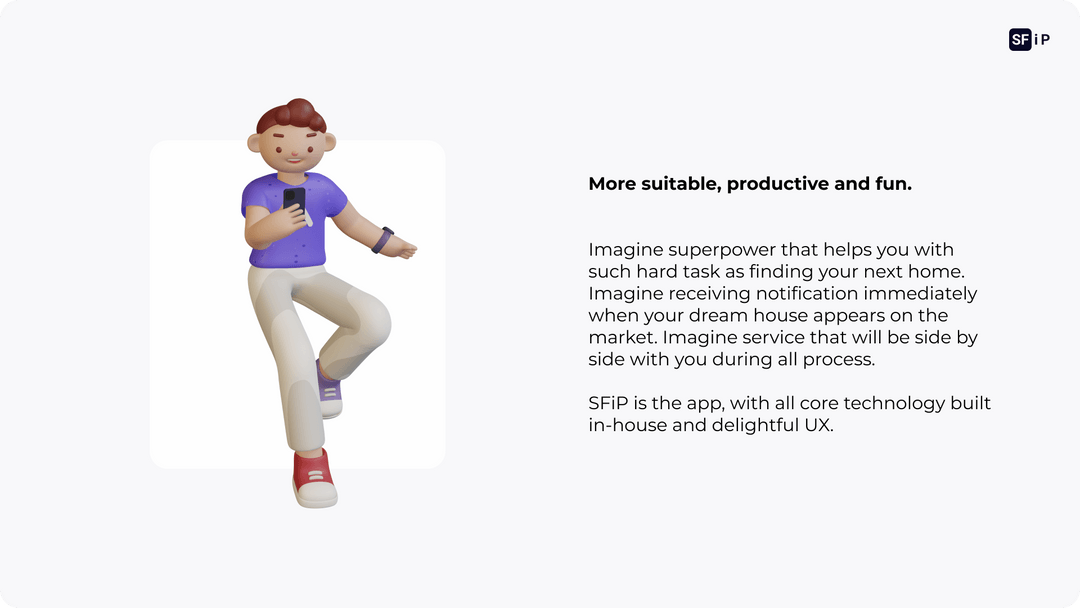 SFiP
More suitable, productive and fun.
Imagine superpower that helps you with
such hard task as finding your next home.
Imagine receiving notification immediately
when your dream house appears on the
market. Imagine service that will be side by
side with you during all process.
SFiP is the app, with all core technology built
in-house and delightful UX.